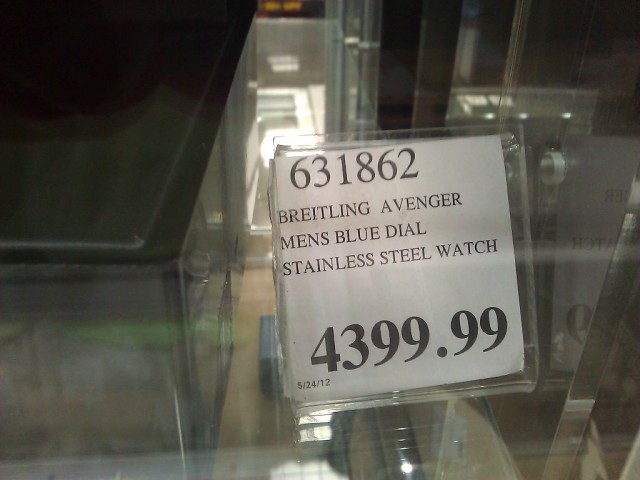 631862
BREITLING AVENGER
MENS BLUE DIAL
STAINLESS STEEL WATCH
4399.99
5/24/12